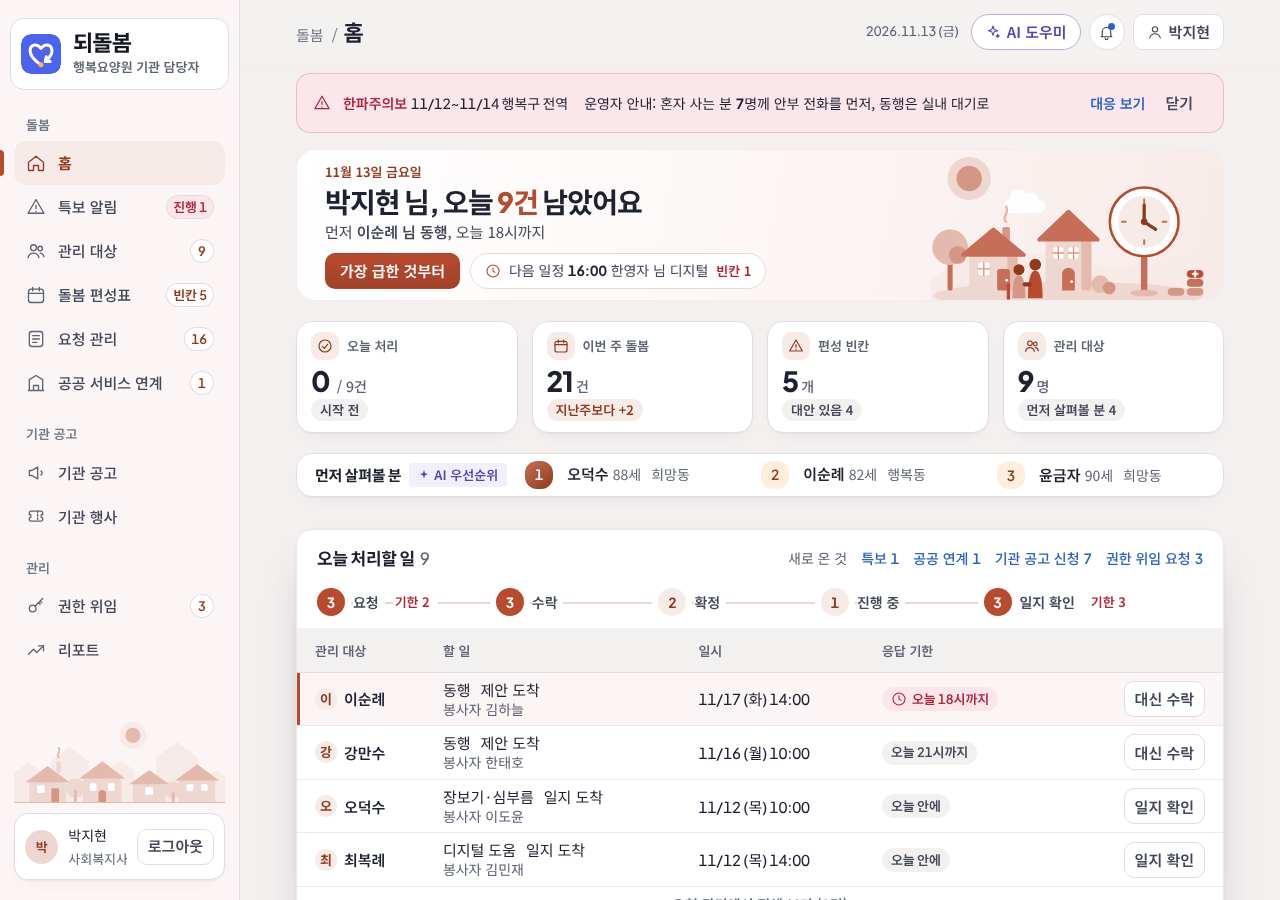 되돌봄
행복요양원 기관 담당자
돌봄
홈
특보 알림 진행 1
관리 대상 9
돌봄 편성표 빈칸 5
요청 관리 16
공공 서비스 연계 1
기관 공고
기관 공고
기관 행사
관리
권한 위임 3
리포트
박 박지현
사회복지사
로그아웃
돌봄 / 홈
2026.11.13 (금) AI 도우미 박지현
한파주의보 11/12~11/14 행복구 전역 운영자 안내: 혼자 사는 분 7명께 안부 전화를 먼저, 동행은 실내 대기로 대응 보기 닫기
11월 13일 금요일
박지현 님, 오늘 9건 남았어요
먼저 이순례 님 동행, 오늘 18시까지
가장 급한 것부터 다음 일정 16:00 한영자 님 디지털 빈칸 1
오늘 처리
0 / 9건
시작 전
이번 주 돌봄
21 건
지난주보다 +2
편성 빈칸
5 개
대안 있음 4
관리 대상
9 명
먼저 살펴볼 분 4
먼저 살펴볼 분 AI 우선순위 1 오덕수 88세 희망동 2 이순례 82세 행복동 3 윤금자 90세 희망동
오늘 처리할 일 9 새로 온 것 특보 1 공공 연계 1 기관 공고 신청 7 권한 위임 요청 3
3 요청 기한 2 3 수락 2 확정 1 진행 중 3 일지 확인 기한 3
관리 대상 할 일 일시 응답 기한
이 이순례 동행 제안 도착 11/17 (화) 14:00 오늘 18시까지 대신 수락
봉사자 김하늘
강 강만수 동행 제안 도착 11/16 (월) 10:00 오늘 21시까지 대신 수락
봉사자 한태호
오 오덕수 장보기·심부름 일지 도착 11/12 (목) 10:00 오늘 안에 일지 확인
봉사자 이도윤
최 최복례 디지털 도움 일지 도착 11/12 (목) 14:00 오늘 안에 일지 확인
봉사자 김민재